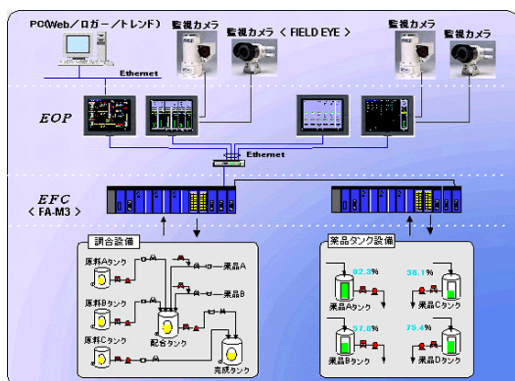 PC(Web／ロガー／トレンド)
監視カメラ
監視カメラ
< FIELD EYE >
監視カメラ
監視カメラ
Ethernet
EOP
Ethernet
EFC
< FA-M3 >
調合設備
薬品タンク設備
原料Aタンク
薬品A
薬品B
原料Bタンク
配合タンク
原料Cタンク
完成タンク
92.3%
38.1%
薬品Aタンク
薬品Cタンク
57.6%
75.4%
薬品Bタンク
薬品Dタンク